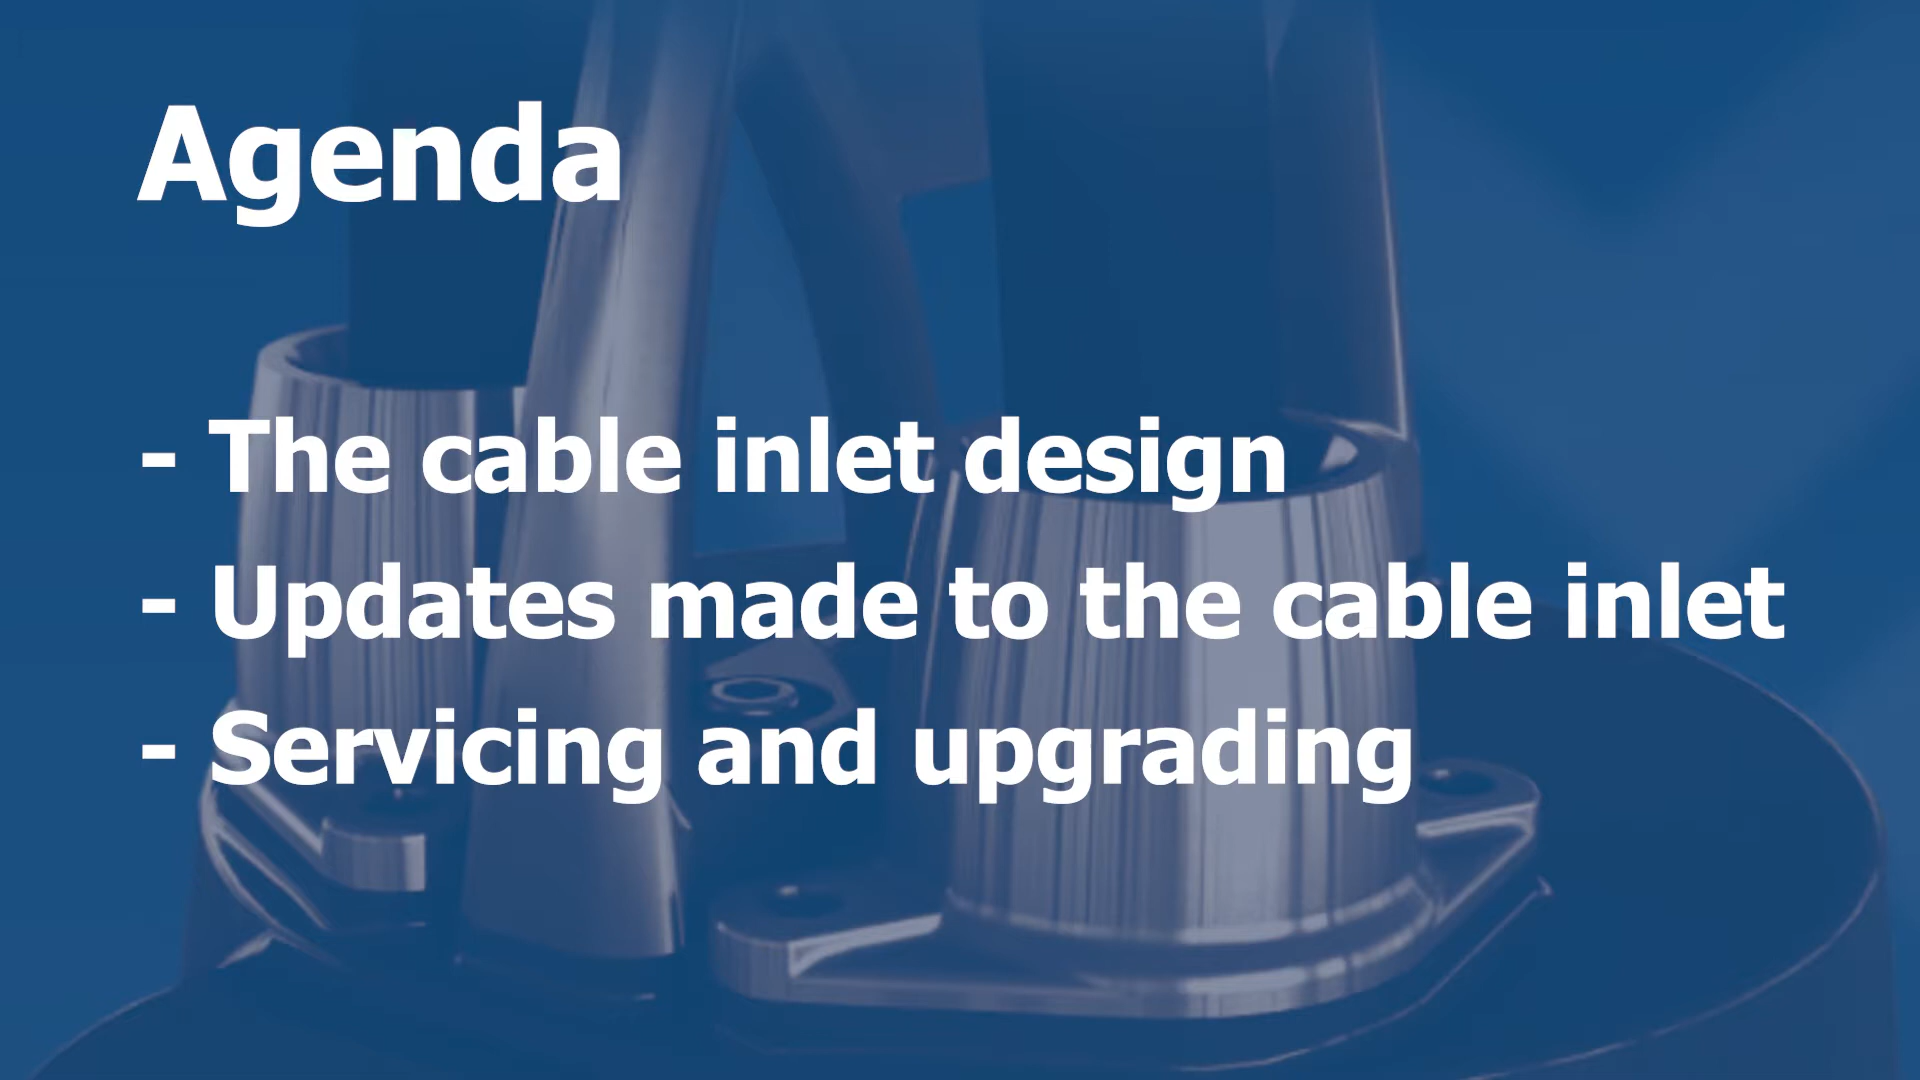 Agenda
- The cable inlet design
- Updates made to the cable inlet
- Servicing and upgrading